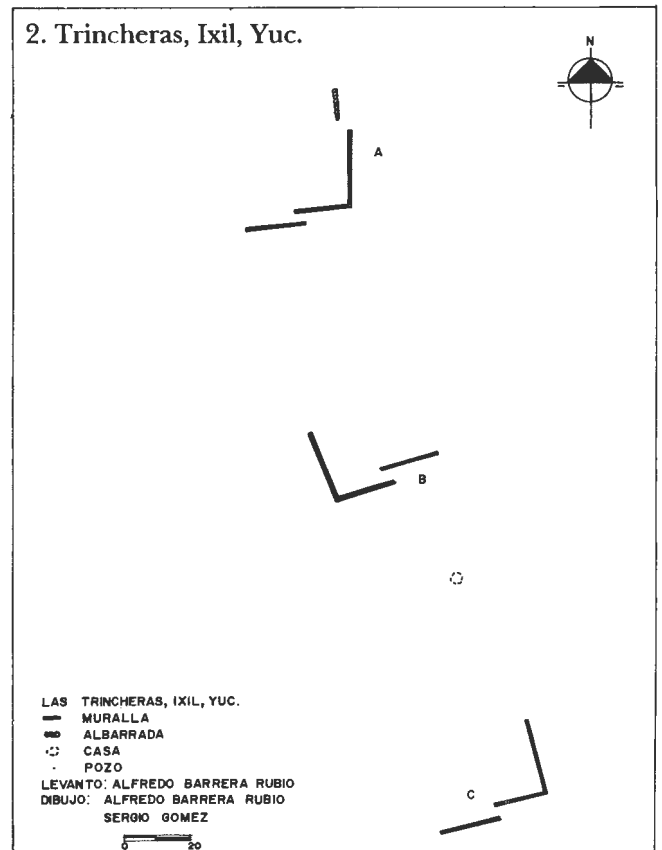 2. Trincheras, Ixil, Yuc.
N
A
B
C
LAS TRINCHERAS, IXIL, YUC.
MURALLA
ALBARRADA
CASA
POZO
LEVANTO: ALFREDO BARRERA RUBIO
DIBUJO: ALFREDO BARRERA RUBIO
SERGIO GOMEZ
0 20